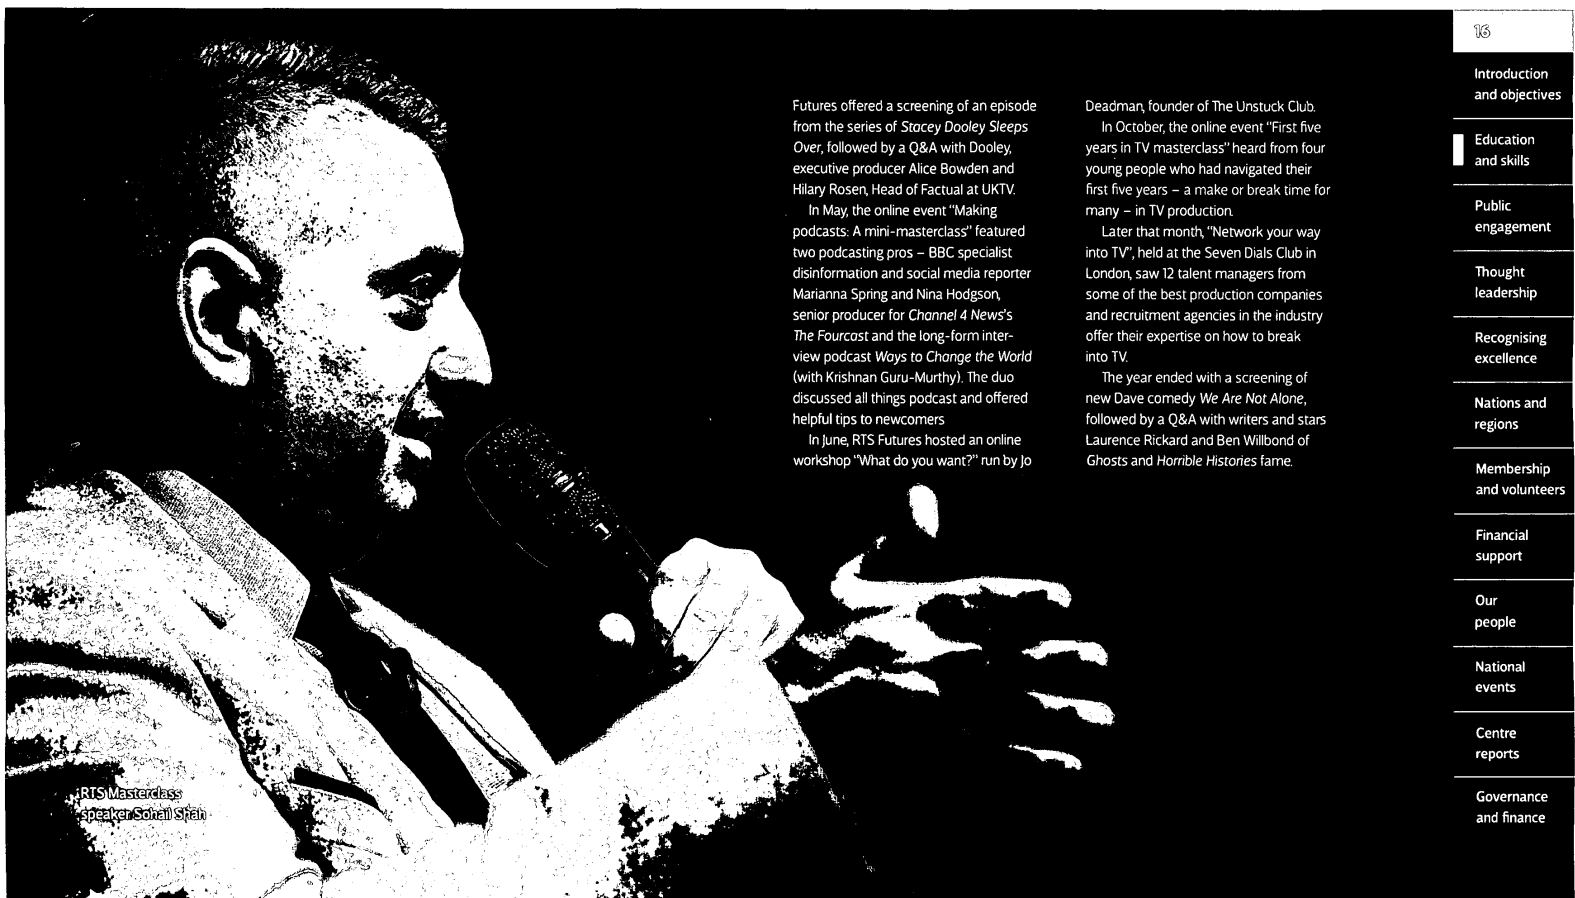 16
Futures offered a screening of an episode
from the series of Stacey Dooley Sleeps
Over, followed by a Q&A with Dooley,
executive producer Alice Bowden and
Hilary Rosen, Head of Factual at UKTV.
In May, the online event “Making
podcasts: A mini-masterclass” featured
two podcasting pros – BBC specialist
disinformation and social media reporter
Marianna Spring and Nina Hodgson,
senior producer for Channel 4 News's
The Fourcast and the long-form inter-
view podcast Ways to Change the World
(with Krishnan Guru-Murthy). The duo
discussed all things podcast and offered
helpful tips to newcomers
In June, RTS Futures hosted an online
workshop “What do you want?” run by Jo
Deadman, founder of The Unstuck Club.
In October, the online event “First five
years in TV masterclass” heard from four
young people who had navigated their
first five years – a make or break time for
many – in TV production.
Later that month, “Network your way
into TV”, held at the Seven Dials Club in
London, saw 12 talent managers from
some of the best production companies
and recruitment agencies in the industry
offer their expertise on how to break
into TV.
The year ended with a screening of
new Dave comedy We Are Not Alone,
followed by a Q&A with writers and stars
Laurence Rickard and Ben Willbond of
Ghosts and Horrible Histories fame.
RTS Masterclass
speaker Sohail Shah
Introduction
and objectives
Education
and skills
Public
engagement
Thought
leadership
Recognising
excellence
Nations and
regions
Membership
and volunteers
Financial
support
Our
people
National
events
Centre
reports
Governance
and finance